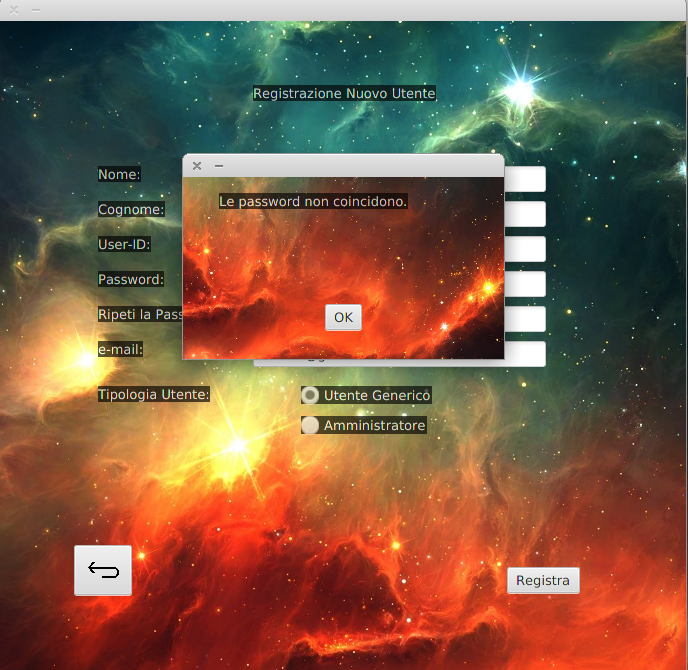 Registrazione Nuovo Utente
Nome:
Cognome:
User-ID:
Password:
Ripeti la
e-mail:
Le password non coincidono.
OK
Tipologia Utente:
Utente Generico
Amministratore
Registra